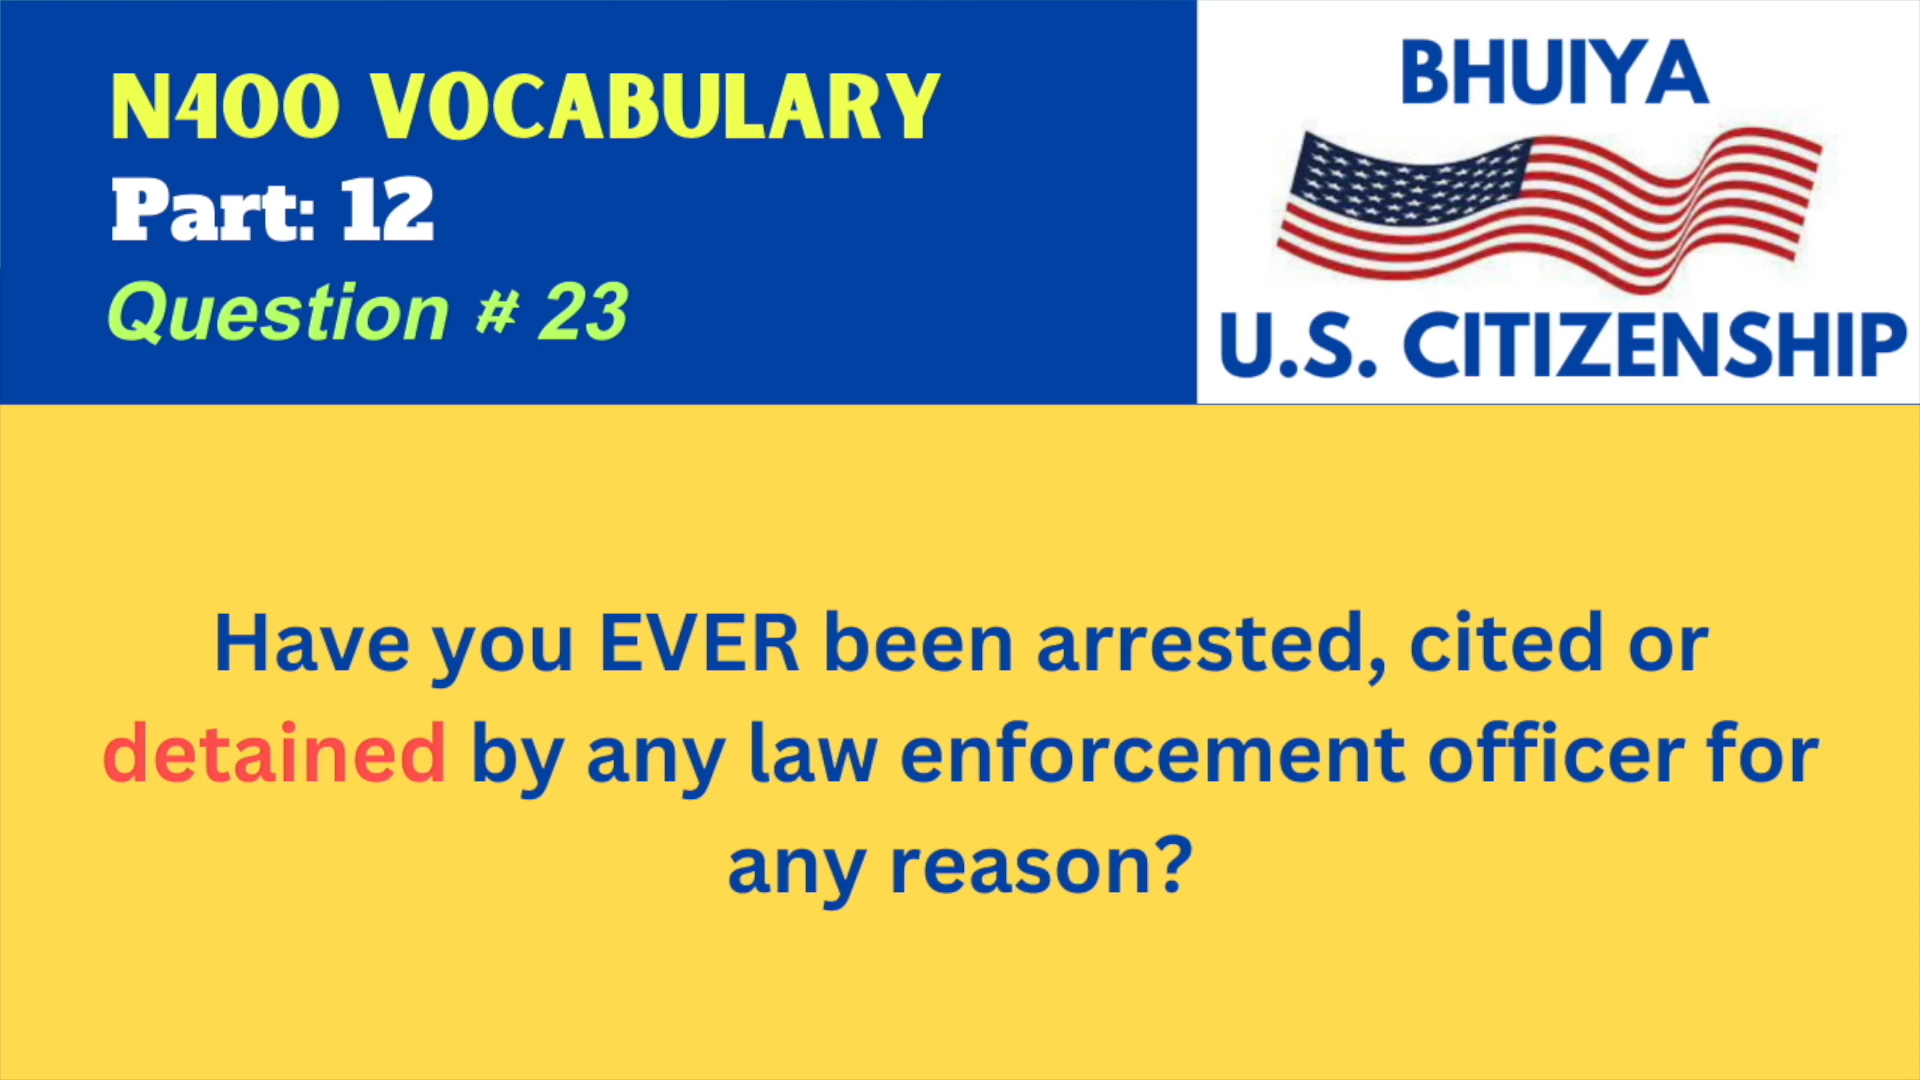 N400 VOCABULARY
Part: 12
Question # 23
BHUIYA
U.S. CITIZENSHIP
Have you EVER been arrested, cited or
detained by any law enforcement officer for
any reason?